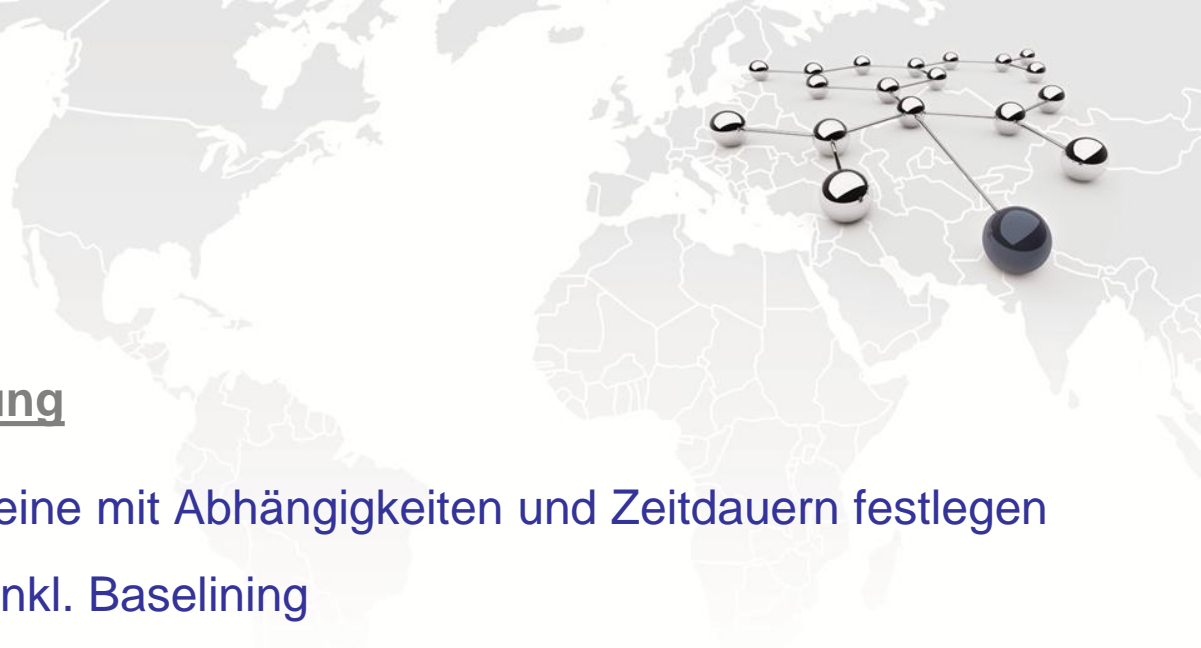 ung
eine mit Abhängigkeiten und Zeitdauern festlegen
nkl. Baselining